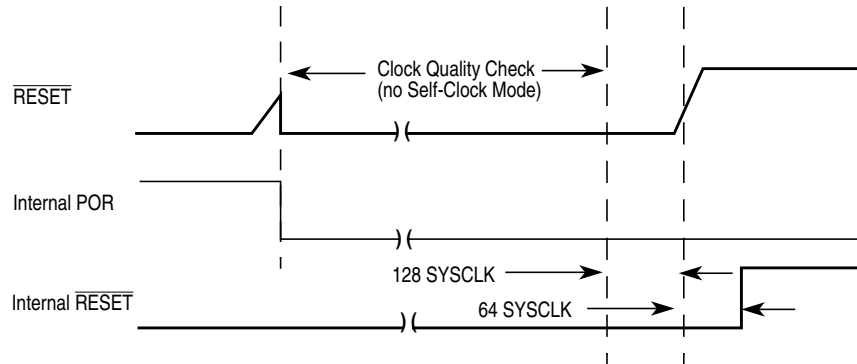 Clock Quality Check
(no Self-Clock Mode)
RESET
Internal POR
128 SYSCLK
Internal RESET
64 SYSCLK